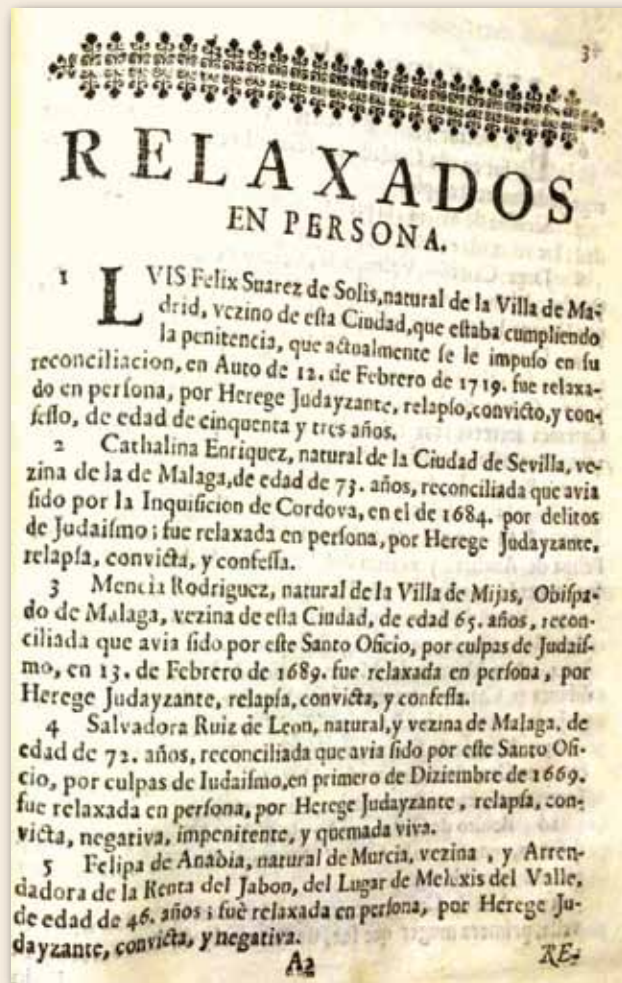 3
RELAXADOS
EN PERSONA.
1 LVIS Felix Suarez de Solis, natural de la Villa de Ma-
drid, vezino de eſta Ciudad, que eſtaba cumpliendo
la penitencia, que actualmente ſe le impuſo en ſu
reconciliacion, en Auto de 12. de Febrero de 1719. fue relaxa-
do en perſona, por Herege Judayzante, relapſo, convicto, y con-
feſſo, de edad de cinquenta y tres años.
2 Cathalina Enriquez, natural de la Ciudad de Sevilla, ve-
zina de la de Malaga, de edad de 73. años, reconciliada que avia
ſido por la Inquiſicion de Cordova, en el de 1684. por delitos
de Judaiſmo; fue relaxada en perſona, por Herege Judayzante,
relapſa, convicta, y confeſſa.
3 Mencia Rodriguez, natural de la Villa de Mijas, Obiſpa-
do de Malaga, vezina de eſta Ciudad, de edad 65. años, recon-
ciliada que avia ſido por eſte Santo Oficio, por culpas de Judaiſ-
mo, en 13. de Febrero de 1689. fue relaxada en perſona, por
Herege Judayzante, relapſa, convicta, y confeſſa.
4 Salvadora Ruiz de Leon, natural, y vezina de Malaga, de
edad de 72. años, reconciliada que avia ſido por eſte Santo Ofi-
cio, por culpas de Iudaiſmo, en primero de Diziembre de 1669.
fue relaxada en perſona, por Herege Judayzante, relapſa, con-
victa, negativa, impenitente, y quemada viva.
5 Felipa de Anabia, natural de Murcia, vezina, y Arren-
dadora de la Renta del Jabon, del Lugar de Melexis del Valle,
de edad de 46. años; fuè relaxada en perſona, por Herege Ju-
dayzante, convicta, y negativa.
A2 RE-